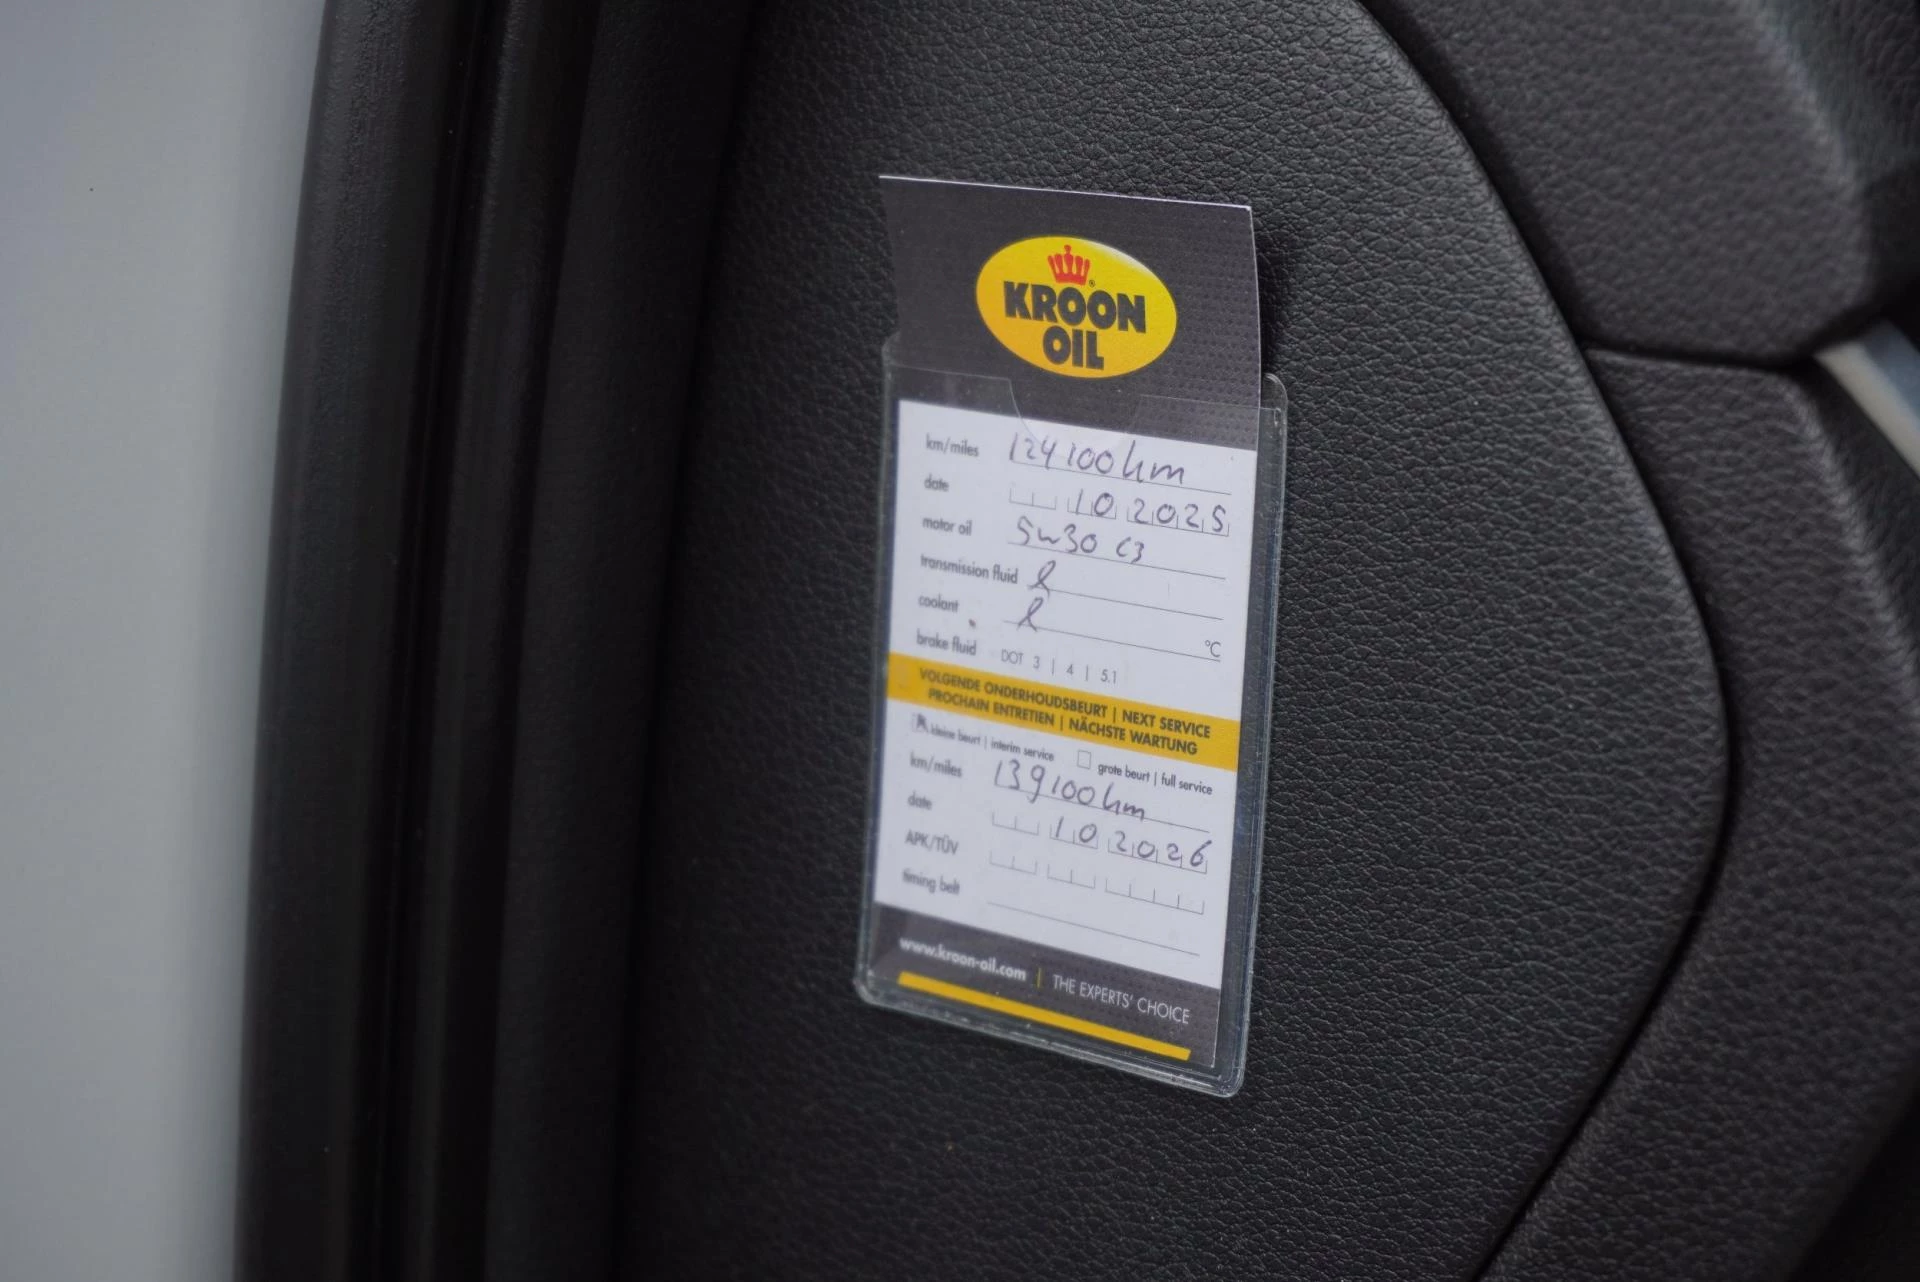 KROON
OIL
km/miles 124100km
date 10 2025
motor oil 5w30 C3
transmission fluid
coolant °C
brake fluid DOT 3 | 4 | 5.1
VOLGENDE ONDERHOUDSBEURT | NEXT SERVICE
PROCHAIN ENTRETIEN | NÄCHSTE WARTUNG
kleine beurt | interim service grote beurt | full service
km/miles 139100km
date 10 2026
APK/TÜV
timing belt
www.kroon-oil.com | THE EXPERTS' CHOICE